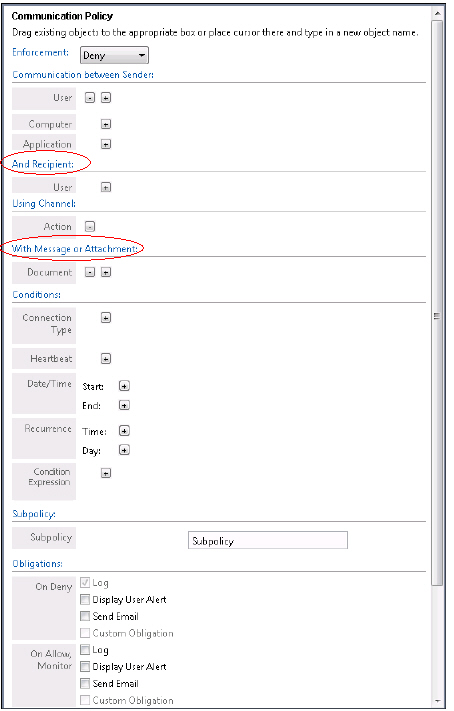 Communication Policy
Drag existing objects to the appropriate box or place cursor there and type in a new object name.
Enforcement: Deny
Communication between Sender:
User - +
Computer +
Application +
And Recipient:
User +
Using Channel:
Action -
With Message or Attachment:
Document - +
Conditions:
Connection Type +
Heartbeat +
Date/Time Start: +
End: +
Recurrence Time: +
Day: +
Condition Expression +
Subpolicy:
Subpolicy Subpolicy
Obligations:
On Deny Log
Display User Alert
Send Email
Custom Obligation
On Allow, Monitor Log
Display User Alert
Send Email
Custom Obligation